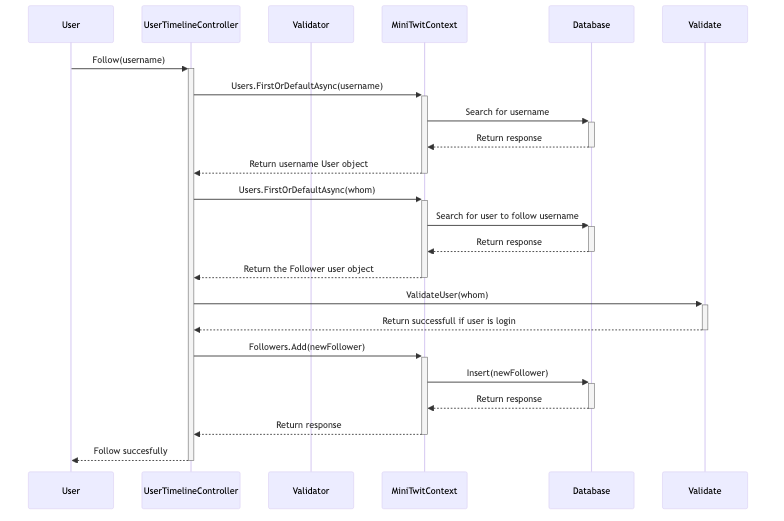 User UserTimelineController Validator MiniTwitContext Database Validate
Follow(username)
Users.FirstOrDefaultAsync(username)
Search for username
Return response
Return username User object
Users.FirstOrDefaultAsync(whom)
Search for user to follow username
Return response
Return the Follower user object
ValidateUser(whom)
Return successfull if user is login
Followers.Add(newFollower)
Insert(newFollower)
Return response
Return response
Follow succesfully
User UserTimelineController Validator MiniTwitContext Database Validate